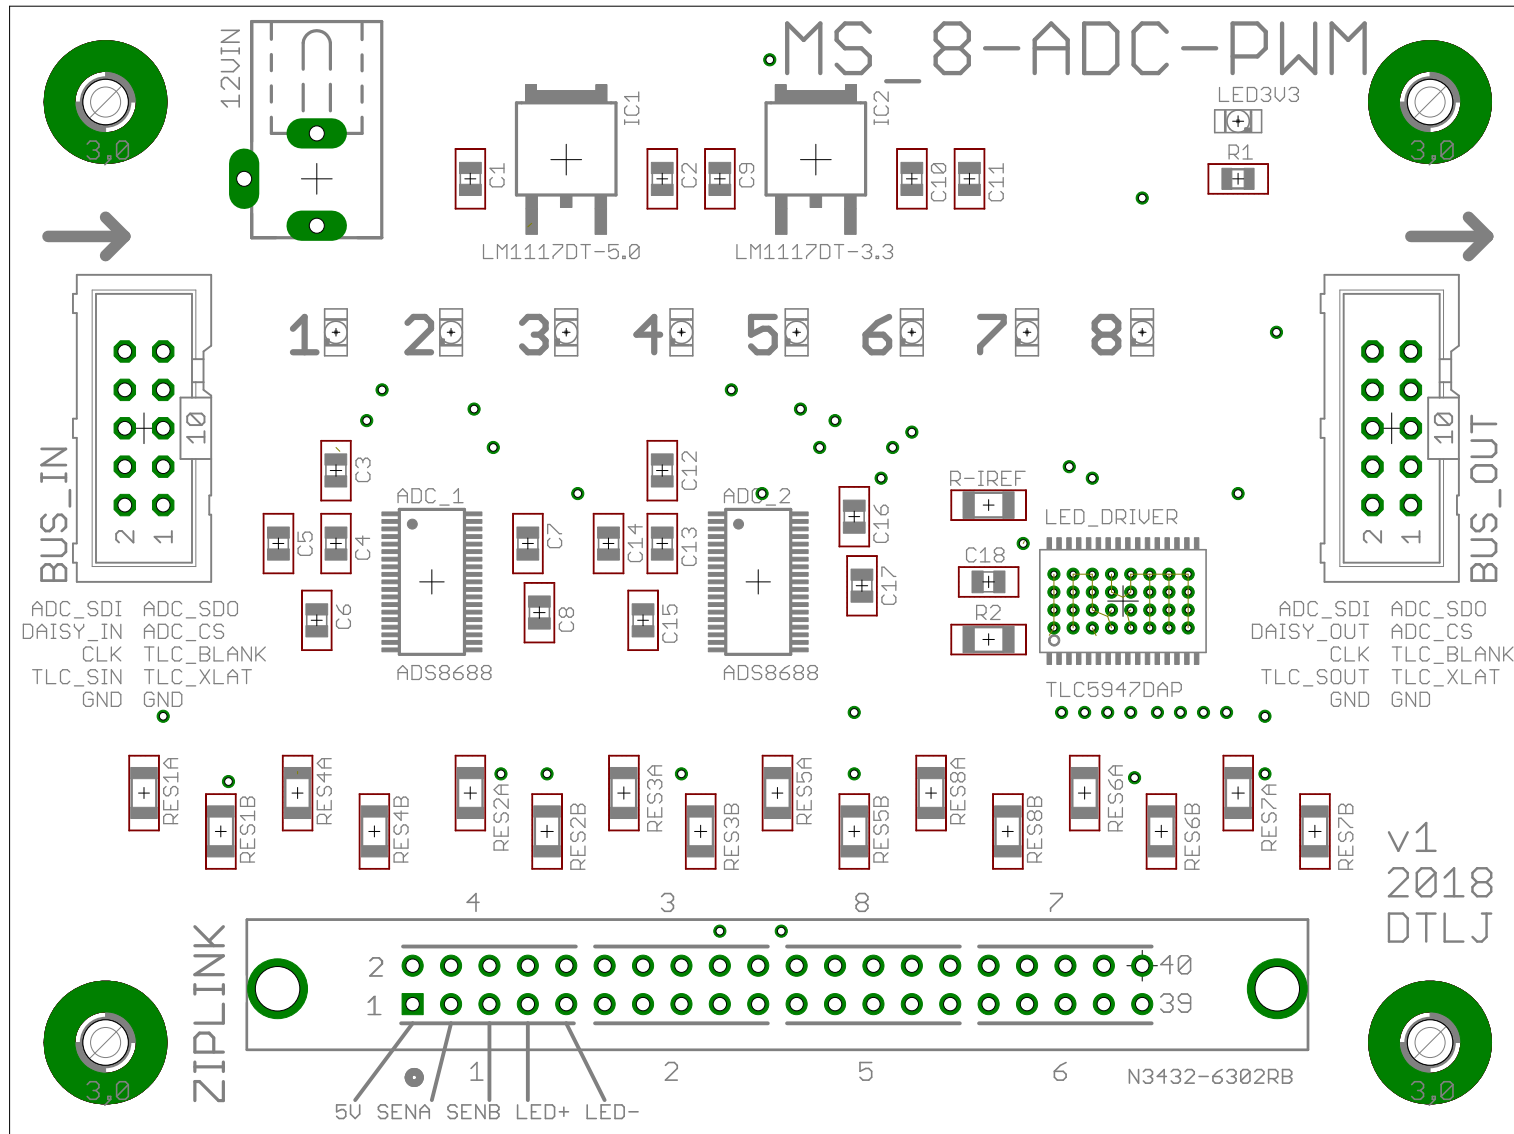 MS_8-ADC-PWM
12VIN
IC1
IC2
LED3V3
3,0
3,0
R1
C1
C2
C9
C10
C11
LM1117DT-5.0
LM1117DT-3.3
1
2
3
4
5
6
7
8
10
10
BUS_IN
BUS_OUT
C3
C12
R-IREF
ADC_1
ADC_2
C16
LED_DRIVER
2 1
2 1
C5
C4
C7
C14
C13
C18
C17
C6
C8
C15
R2
ADC_SDI ADC_SDO
DAISY_IN ADC_CS
CLK TLC_BLANK
TLC_SIN TLC_XLAT
GND GND
ADC_SDI ADC_SDO
DAISY_OUT ADC_CS
CLK TLC_BLANK
TLC_SOUT TLC_XLAT
GND GND
ADS8688
ADS8688
TLC5947DAP
RES1A
RES4A
RES2A
RES3A
RES5A
RES8A
RES6A
RES7A
RES1B
RES4B
RES2B
RES3B
RES5B
RES8B
RES6B
RES7B
v1
2018
DTLJ
4
3
8
7
ZIPLINK
2
40
1
39
1
2
5
6
N3432-6302RB
3,0
3,0
5V SENA SENB LED+ LED-